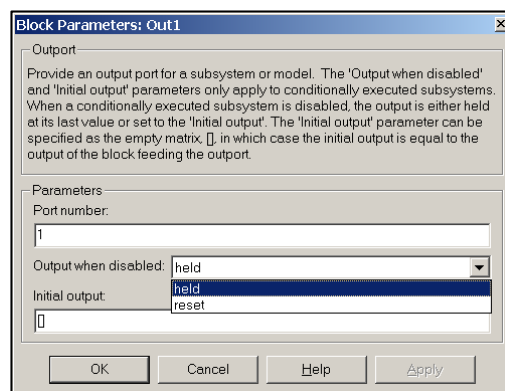 Block Parameters: Out1
Outport
Provide an output port for a subsystem or model. The 'Output when disabled'
and 'Initial output' parameters only apply to conditionally executed subsystems.
When a conditionally executed subsystem is disabled, the output is either held
at its last value or set to the 'Initial output'. The 'Initial output' parameter can be
specified as the empty matrix, [], in which case the initial output is equal to the
output of the block feeding the outport.
Parameters
Port number:
1
Output when disabled: held
held
Initial output:
reset
[]
OK Cancel Help Apply